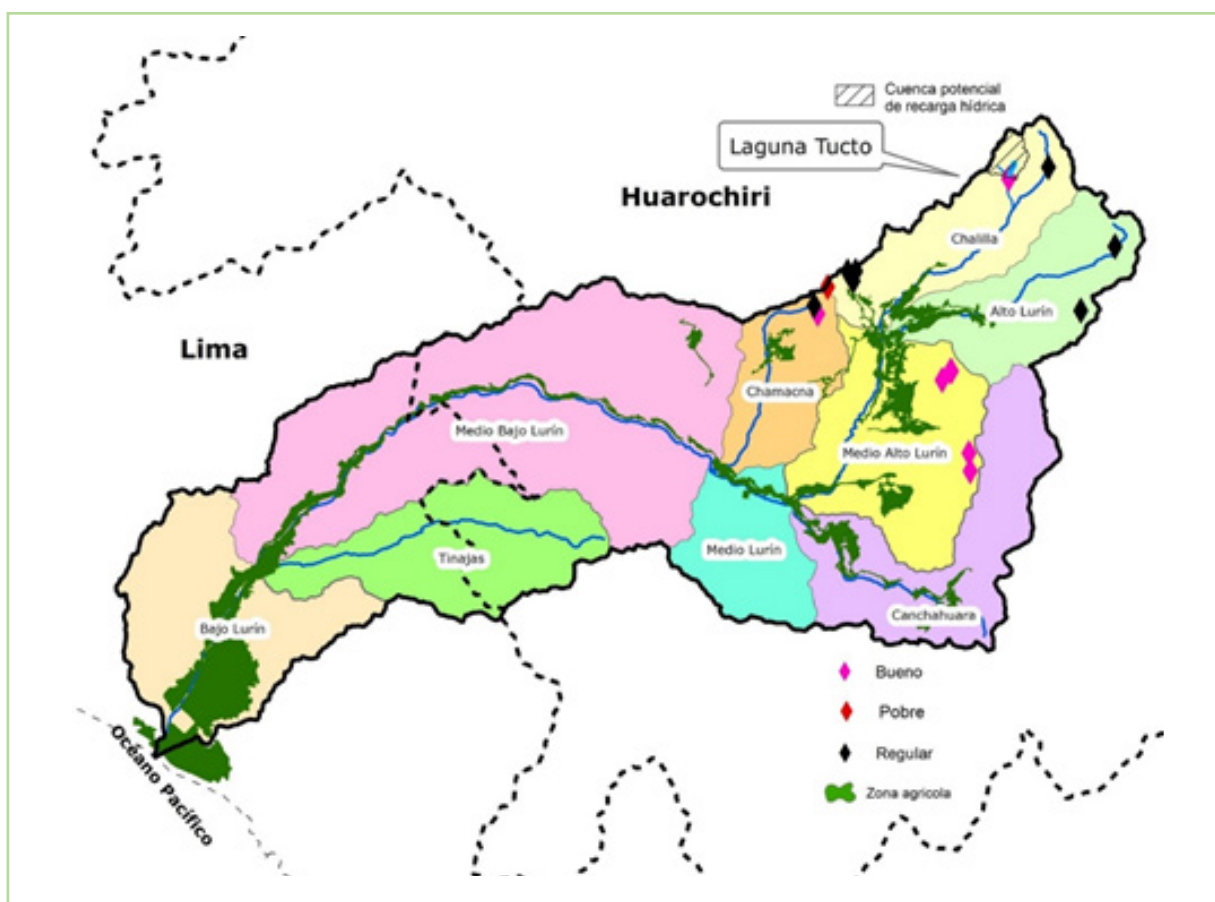 Cuenca potencial
de recarga hídrica
Laguna Tucto
Huarochiri
Chalilla
Alto Lurín
Lima
Chamacna
Medio Bajo Lurín
Medio Alto Lurín
Tinajas
Medio Lurín
Canchahuara
Bajo Lurín
Bueno
Pobre
Regular
Zona agricola
Océano Pacífico